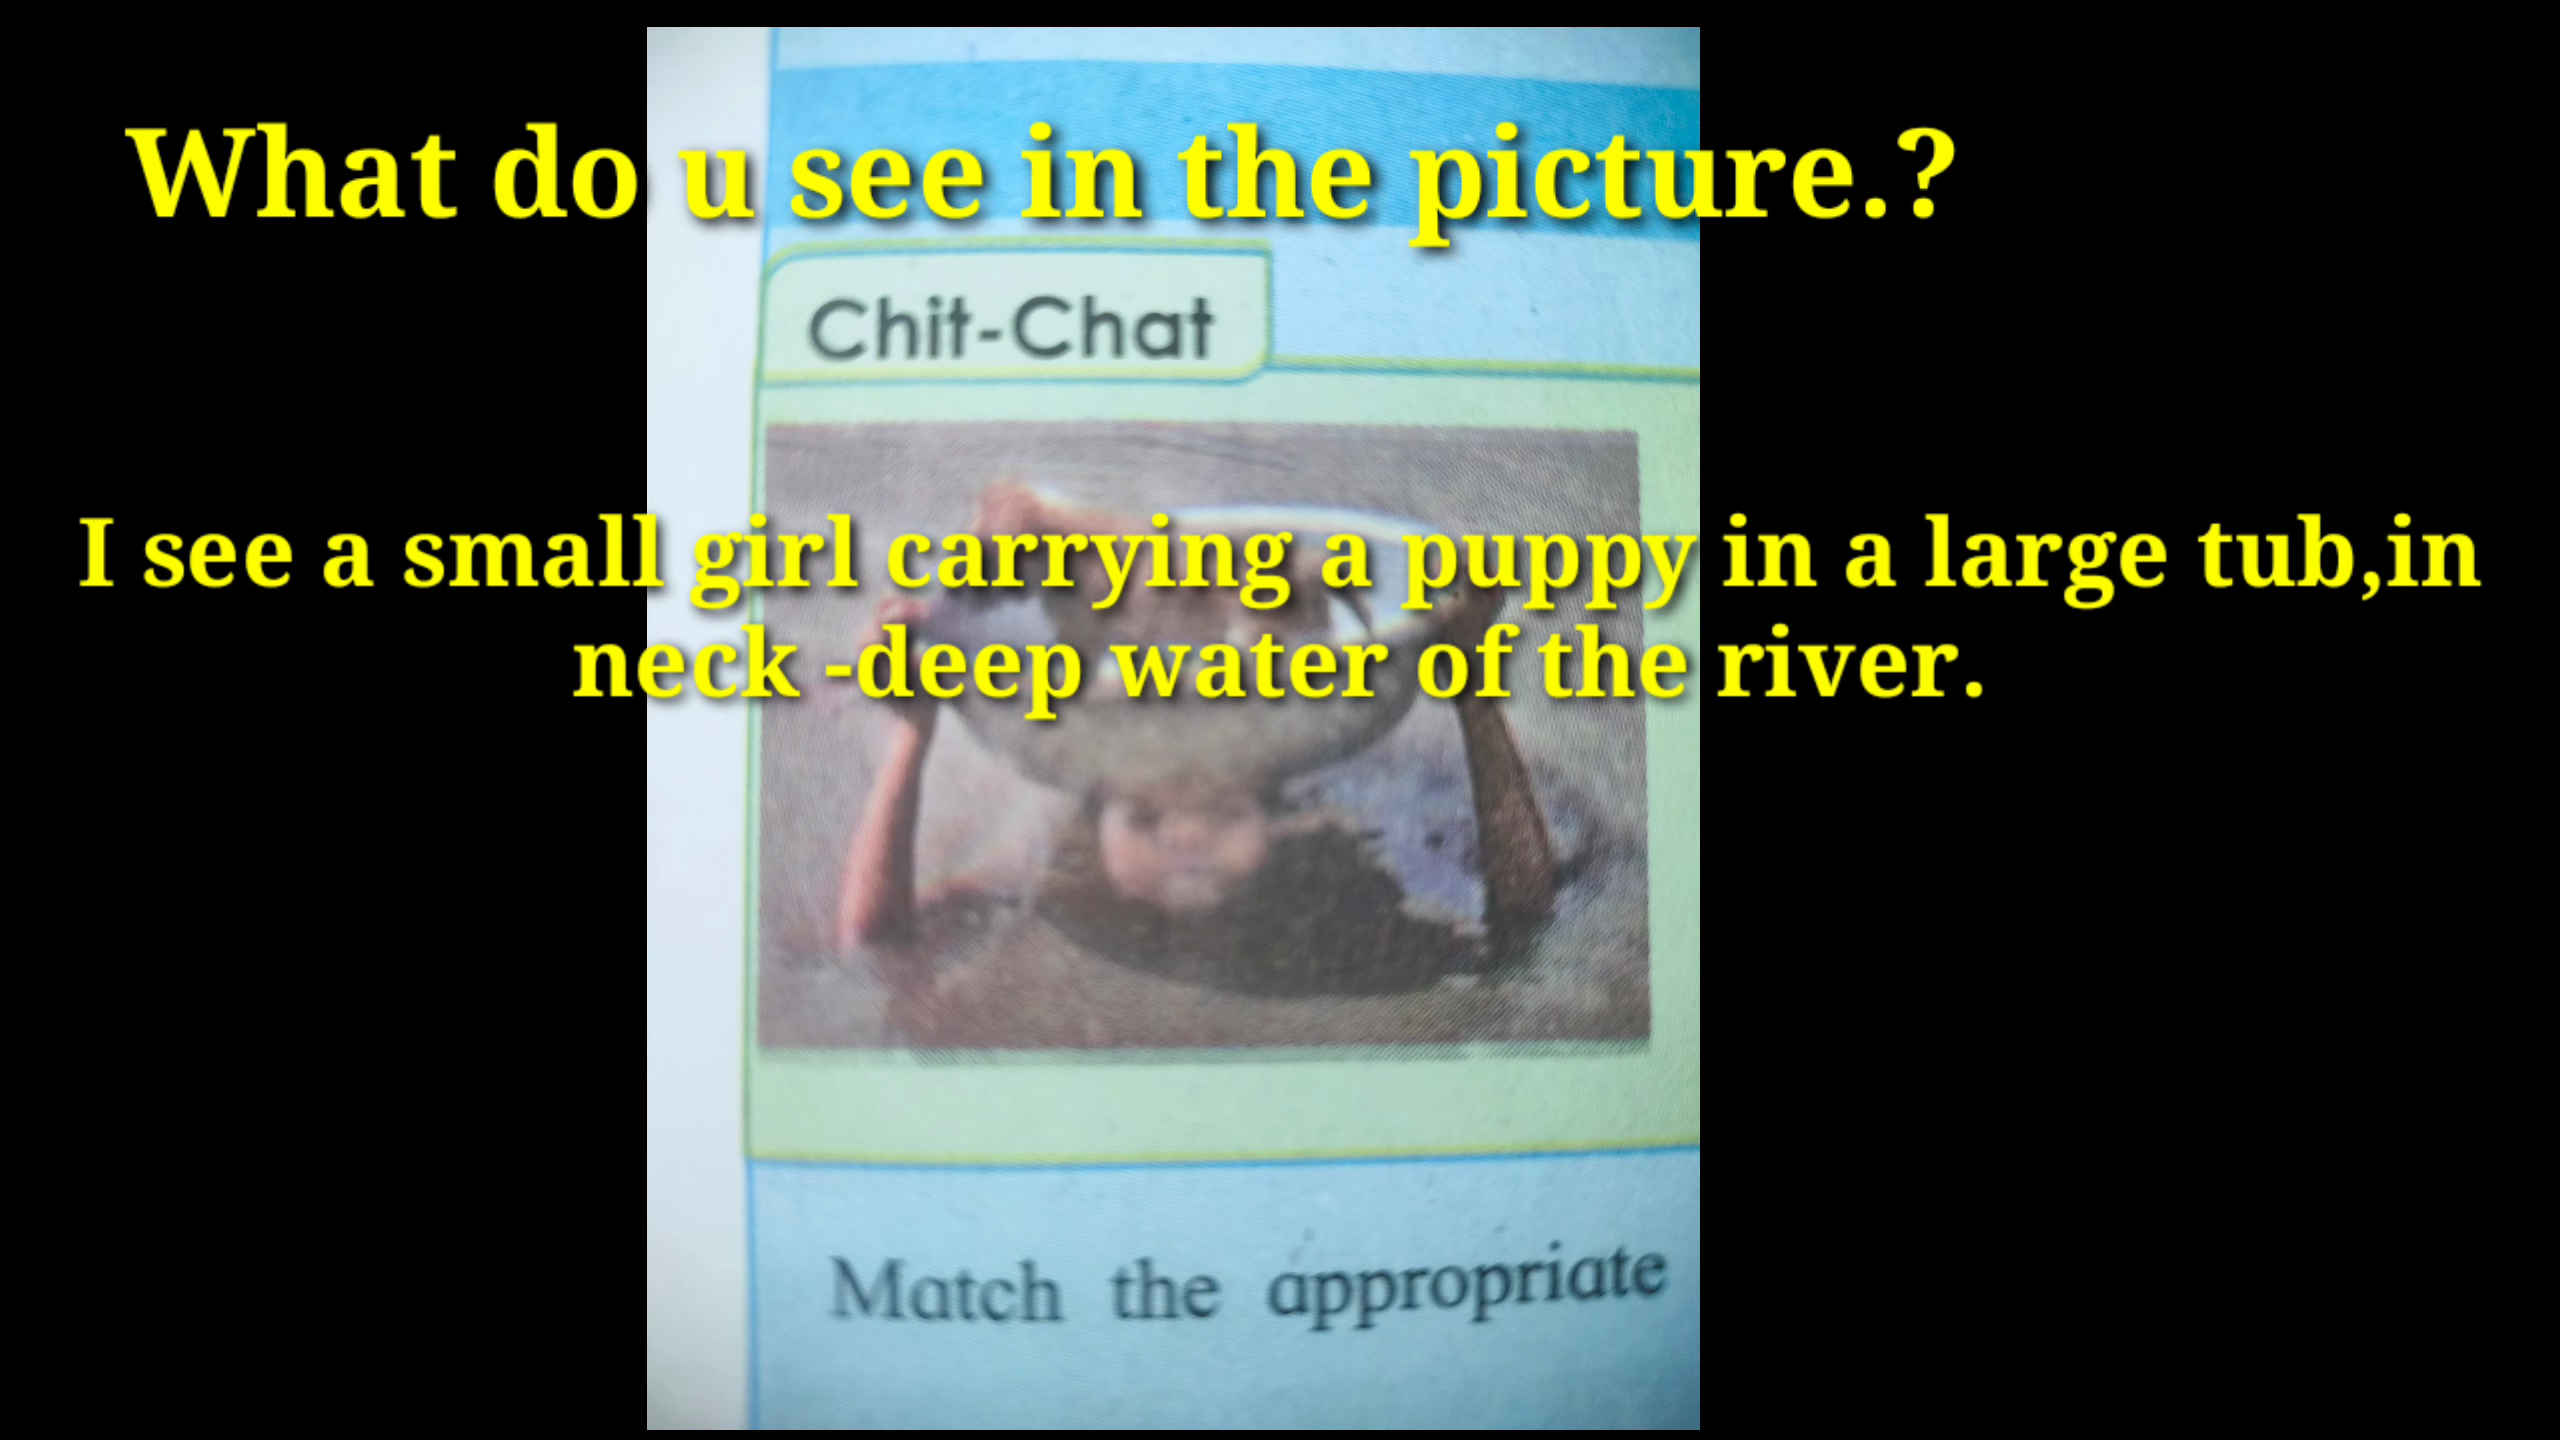 What do u see in the picture.?
Chit-Chat
I see a small girl carrying a puppy in a large tub,in
neck -deep water of the river.
Match the appropriate